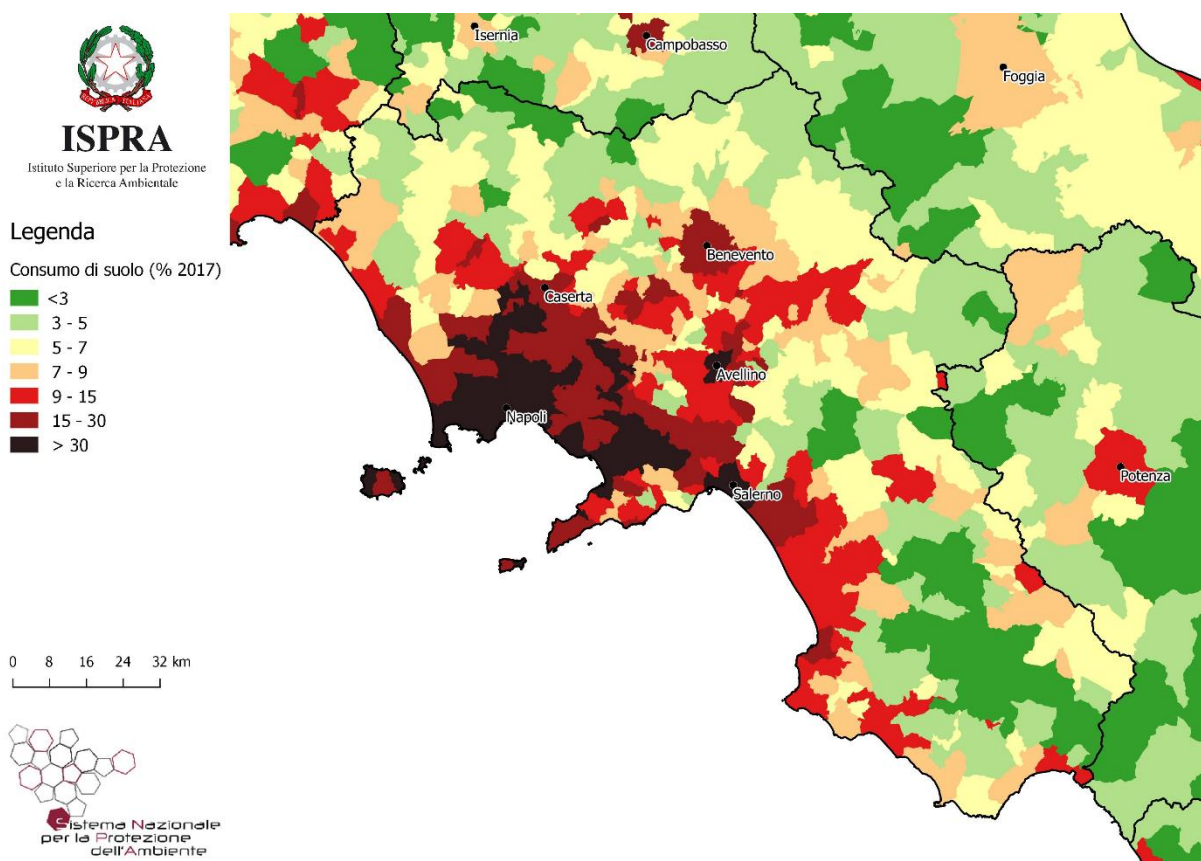 REPVBBLICA ITALIANA
ISPRA
Istituto Superiore per la Protezione
e la Ricerca Ambientale
Legenda
Consumo di suolo (% 2017)
<3
3 - 5
5 - 7
7 - 9
9 - 15
15 - 30
> 30
0 8 16 24 32 km
Sistema Nazionale
per la Protezione
dell'Ambiente
Isernia
Campobasso
Foggia
Benevento
Caserta
Avellino
Napoli
Salerno
Potenza